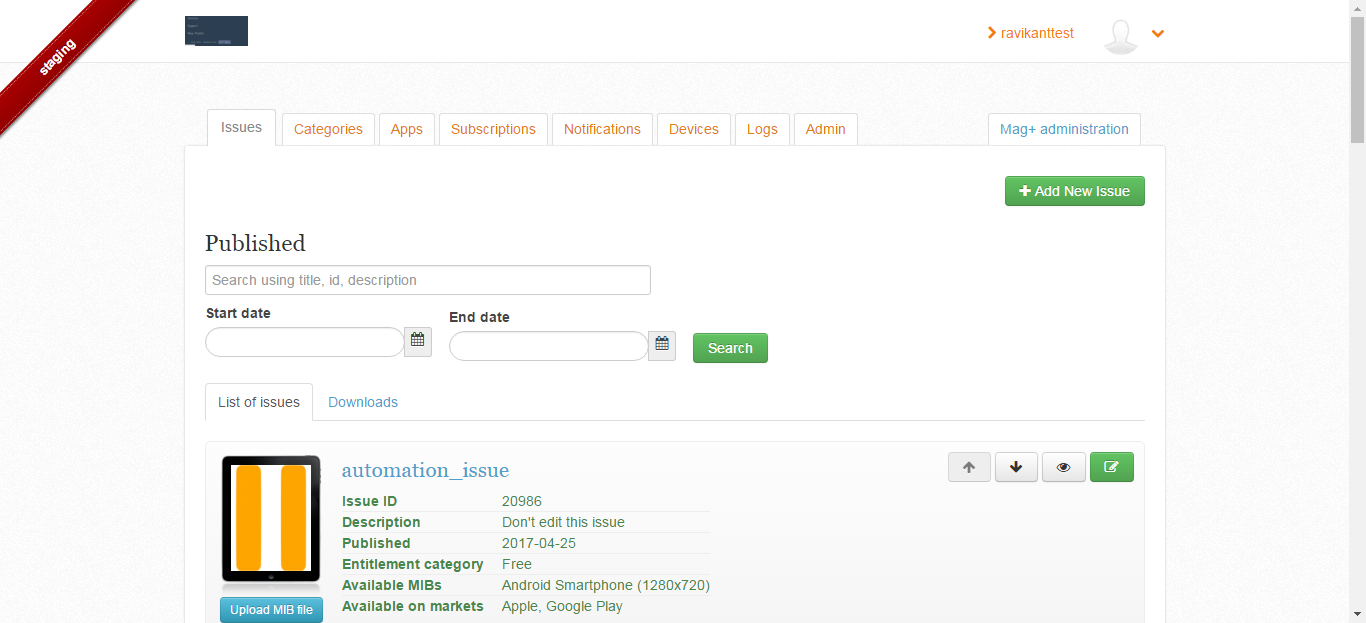 staging
ravikanttest
Issues Categories Apps Subscriptions Notifications Devices Logs Admin Mag+ administration
Add New Issue
Published
Search using title, id, description
Start date
End date
Search
List of issues Downloads
automation_issue
Issue ID 20986
Description Don't edit this issue
Published 2017-04-25
Entitlement category Free
Available MIBs Android Smartphone (1280x720)
Available on markets Apple, Google Play
Upload MIB file